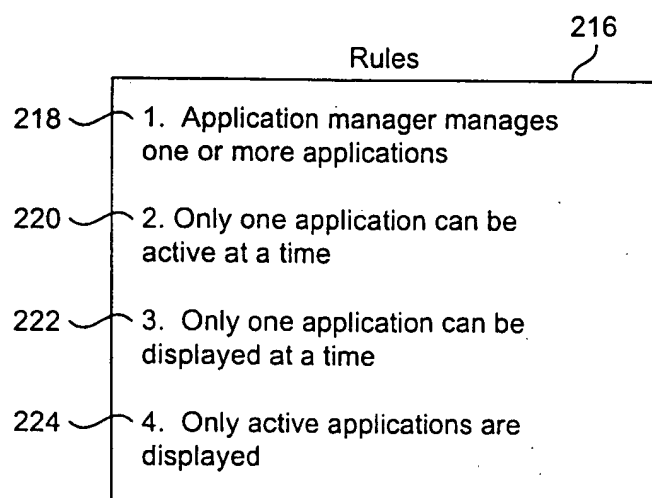 216
Rules
218 1. Application manager manages
one or more applications
220 2. Only one application can be
active at a time
222 3. Only one application can be
displayed at a time
224 4. Only active applications are
displayed